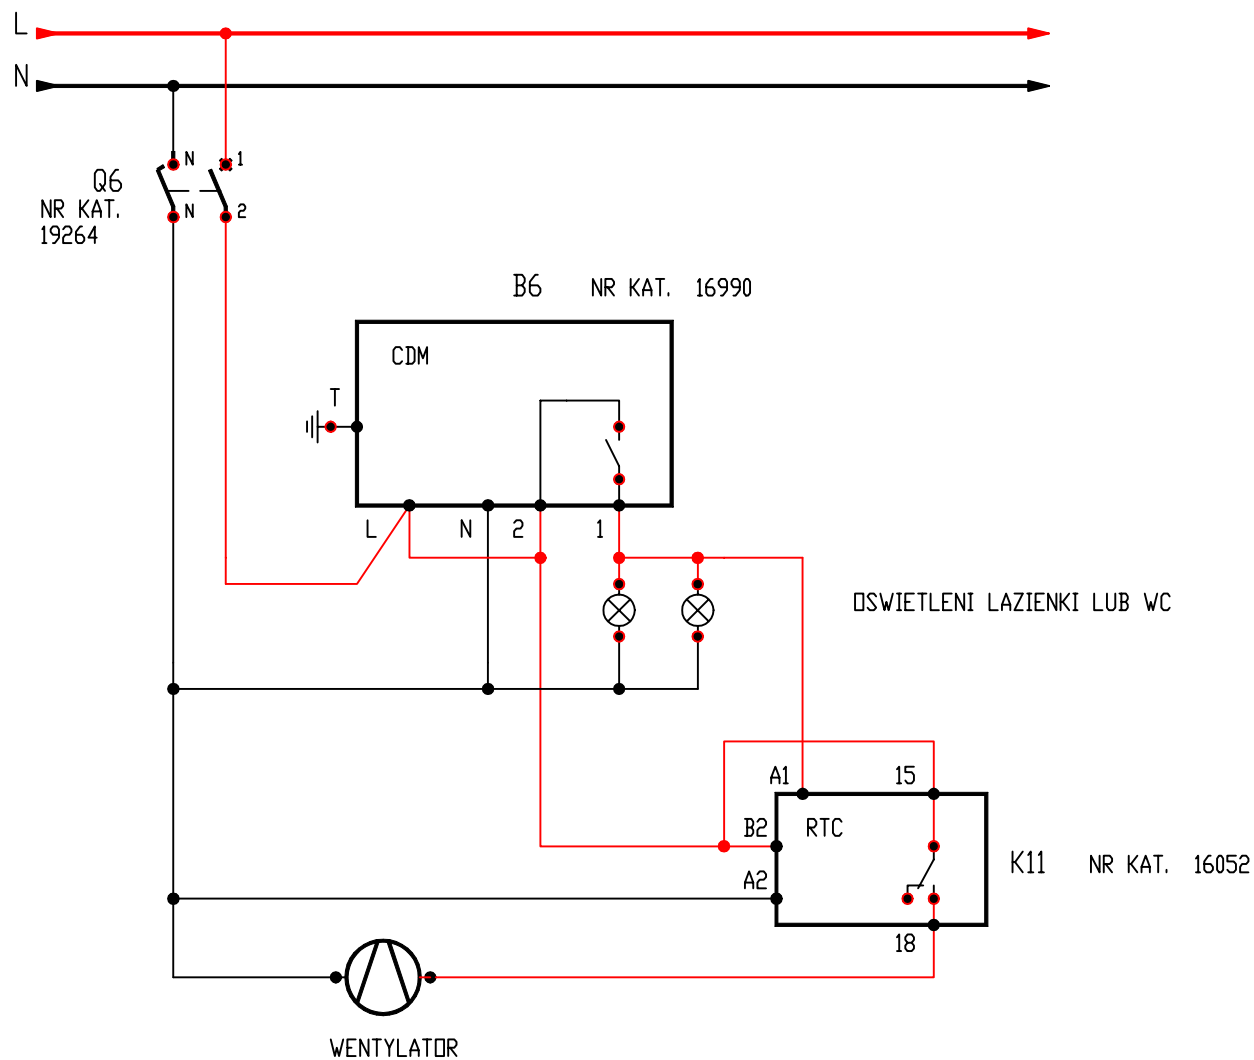 L
N
N 1
Q6
NR KAT.
19264
N 2
B6 NR KAT. 16990
CDM
T
L N 2 1
OSWIETLENI LAZIENKI LUB WC
A1 15
B2 RTC
K11 NR KAT. 16052
A2
18
WENTYLATOR